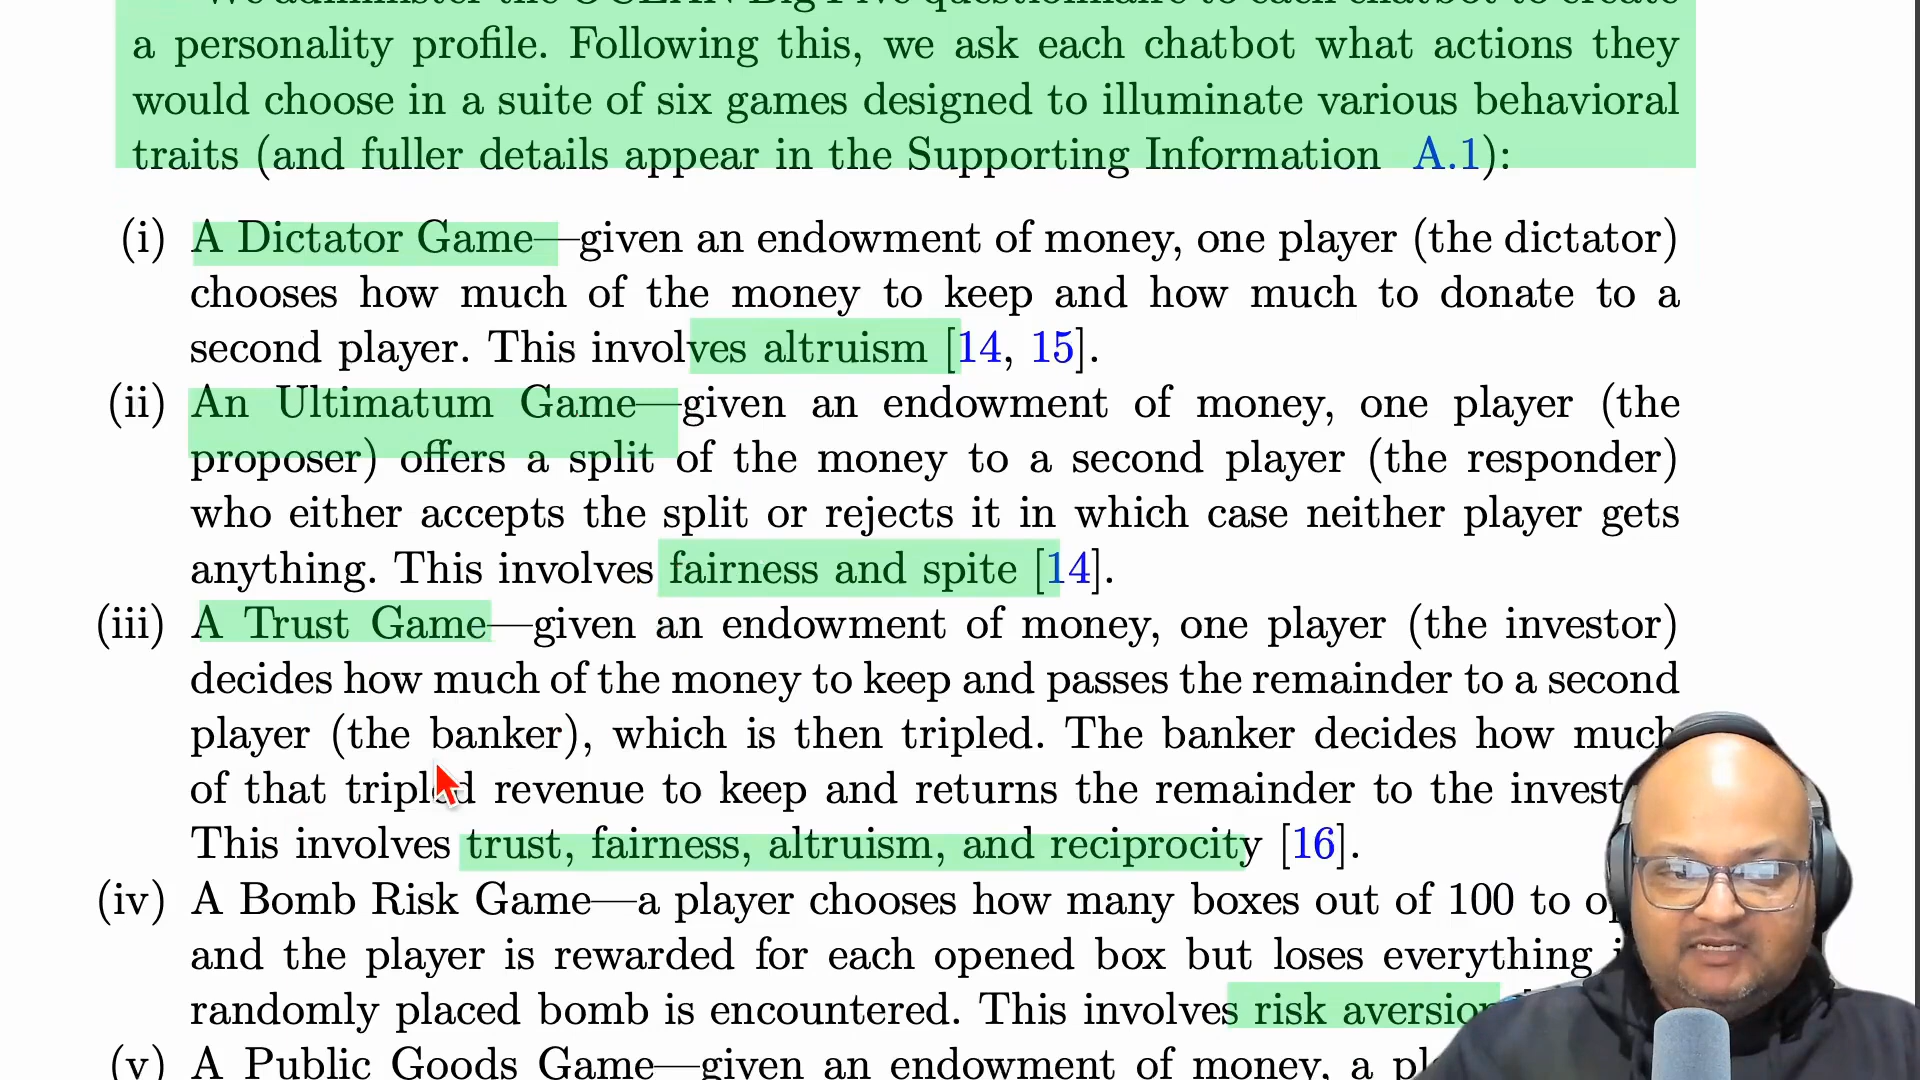 a personality profile. Following this, we ask each chatbot what actions they
would choose in a suite of six games designed to illuminate various behavioral
traits (and fuller details appear in the Supporting Information A.1):
(i) A Dictator Game—given an endowment of money, one player (the dictator)
chooses how much of the money to keep and how much to donate to a
second player. This involves altruism [14, 15].
(ii) An Ultimatum Game—given an endowment of money, one player (the
proposer) offers a split of the money to a second player (the responder)
who either accepts the split or rejects it in which case neither player gets
anything. This involves fairness and spite [14].
(iii) A Trust Game—given an endowment of money, one player (the investor)
decides how much of the money to keep and passes the remainder to a second
player (the banker), which is then tripled. The banker decides how much
of that tripled revenue to keep and returns the remainder to the invest
This involves trust, fairness, altruism, and reciprocity [16].
(iv) A Bomb Risk Game—a player chooses how many boxes out of 100 to
and the player is rewarded for each opened box but loses everything
randomly placed bomb is encountered. This involves risk aversion
(v) A Public Goods Game—given an endowment of money, a